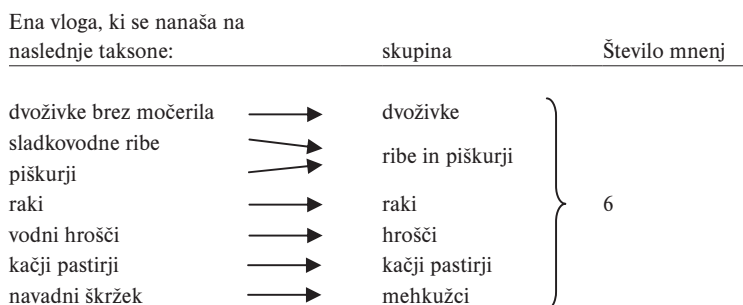 Ena vloga, ki se nanaša na
naslednje taksone: skupina Število mnenj
dvoživke brez močerila dvoživke
sladkovodne ribe
ribe in piškurji
piškurji
raki raki 6
vodni hrošči hrošči
kačji pastirji kačji pastirji
navadni škržek mehkužci